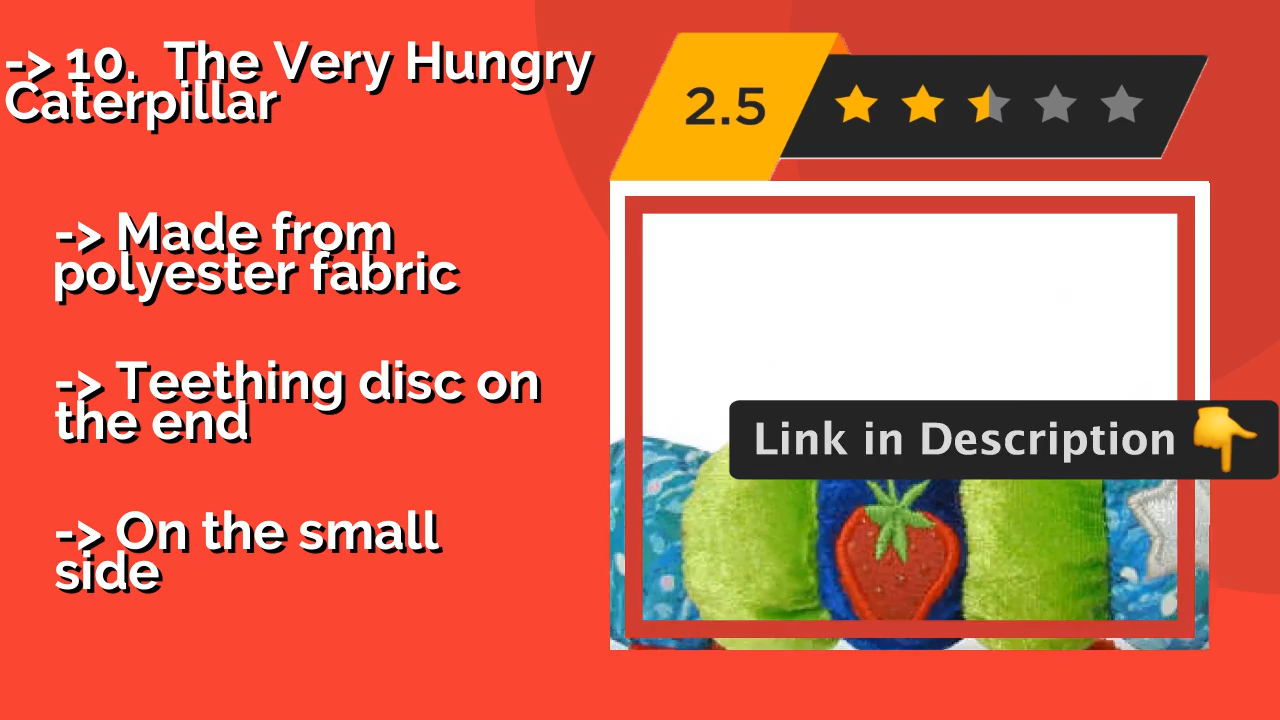 -> 10.  The Very Hungry
Caterpillar
2.5
-> Made from
polyester fabric
-> Teething disc on
the end
Link in Description
-> On the small
side